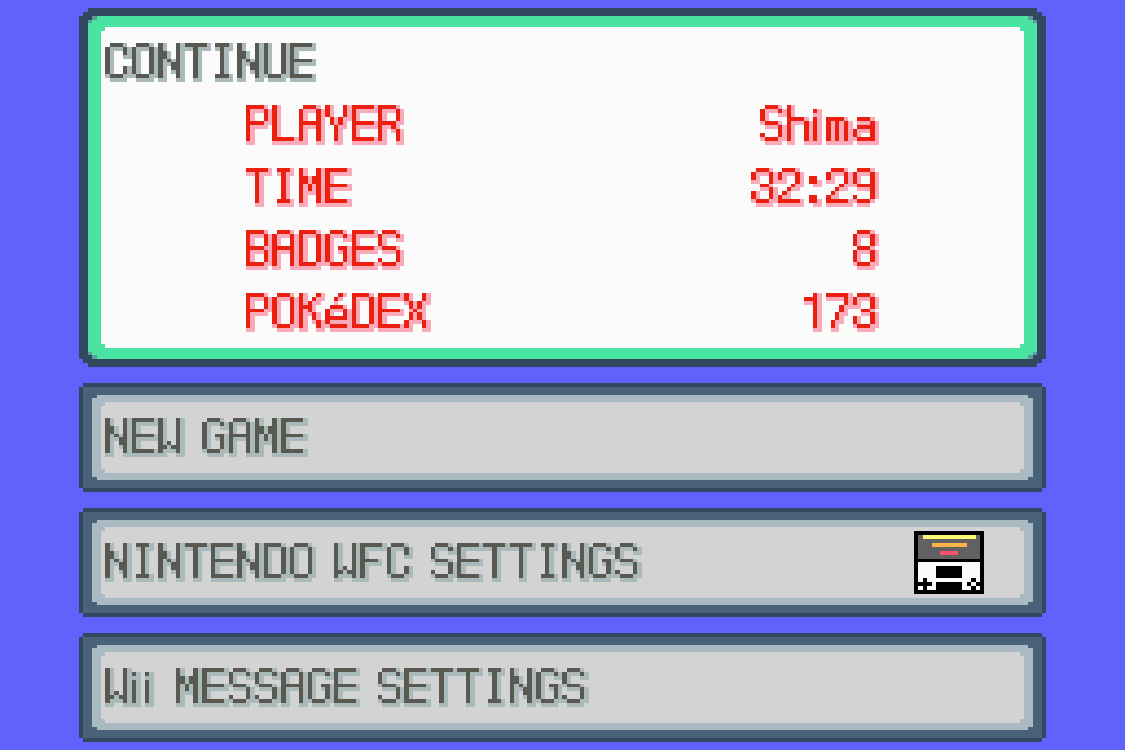 CONTINUE
PLAYER Shima
TIME 32:29
BADGES 8
POKéDEX 173
NEW GAME
NINTENDO WFC SETTINGS
Wii MESSAGE SETTINGS